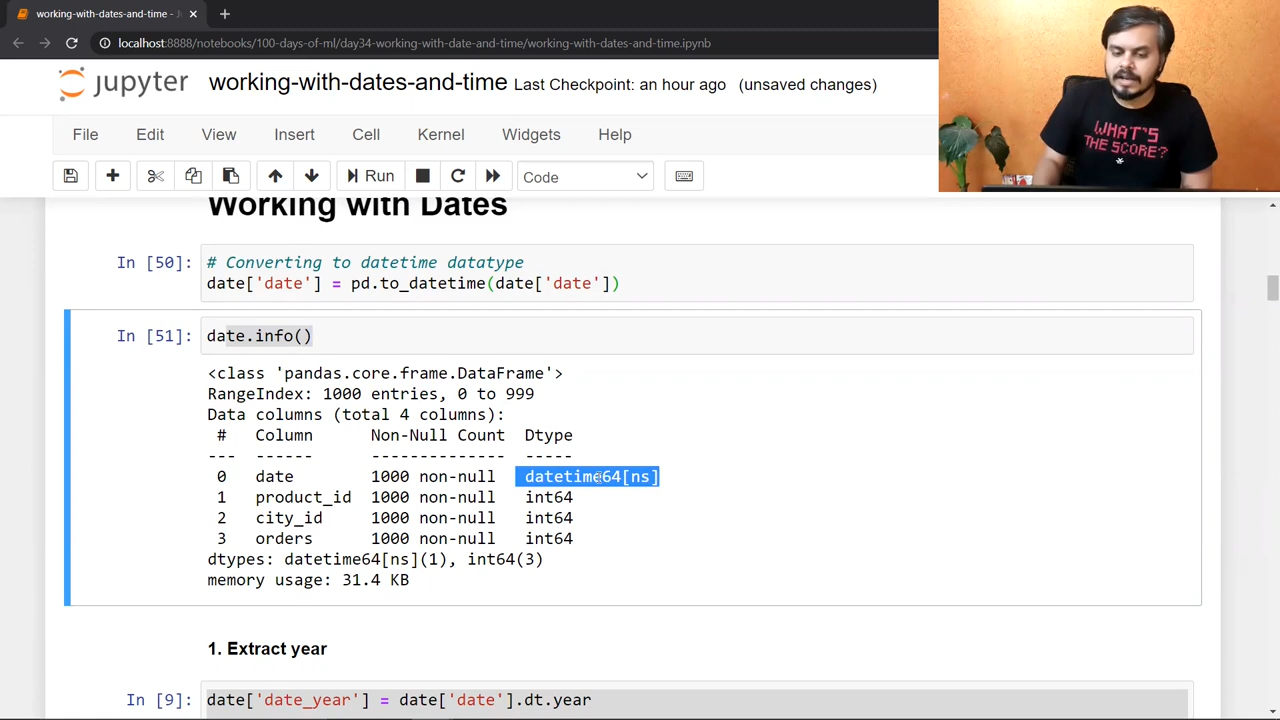 working-with-dates-and-time - J
localhost:8888/notebooks/100-days-of-ml/day34-working-with-date-and-time/working-with-dates-and-time.ipynb
jupyter working-with-dates-and-time Last Checkpoint: an hour ago (unsaved changes)
File Edit View Insert Cell Kernel Widgets Help
Run Code
Working with Dates
In [50]: # Converting to datetime datatype
date['date'] = pd.to_datetime(date['date'])
In [51]: date.info()
<class 'pandas.core.frame.DataFrame'>
RangeIndex: 1000 entries, 0 to 999
Data columns (total 4 columns):
# Column Non-Null Count Dtype
--- ------ -------------- -----
0 date 1000 non-null datetime64[ns]
1 product_id 1000 non-null int64
2 city_id 1000 non-null int64
3 orders 1000 non-null int64
dtypes: datetime64[ns](1), int64(3)
memory usage: 31.4 KB
1. Extract year
In [9]: date['date_year'] = date['date'].dt.year
WHAT'S
THE SCORE?
*